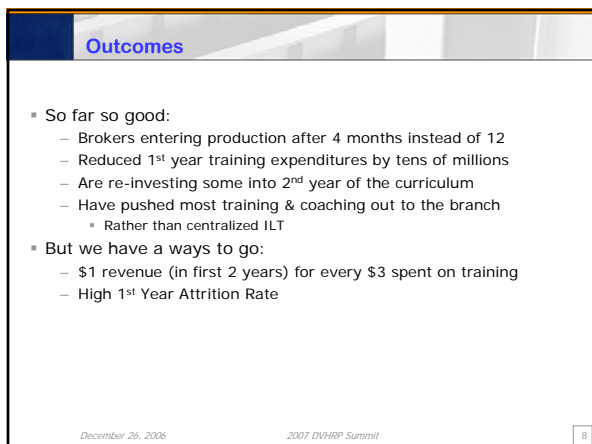 Outcomes
▪ So far so good:
– Brokers entering production after 4 months instead of 12
– Reduced 1st year training expenditures by tens of millions
– Are re-investing some into 2nd year of the curriculum
– Have pushed most training & coaching out to the branch
▪ Rather than centralized ILT
▪ But we have a ways to go:
– $1 revenue (in first 2 years) for every $3 spent on training
– High 1st Year Attrition Rate
December 26, 2006 2007 DVHRP Summit 8